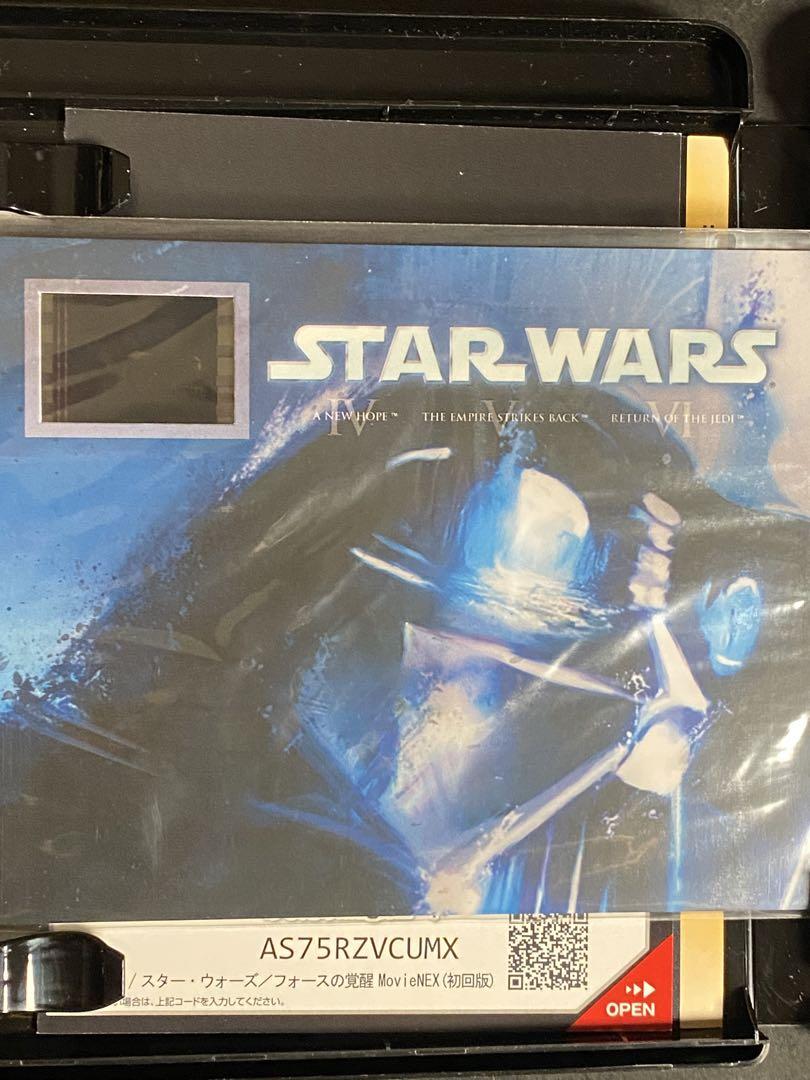 STAR WARS
IV V VI
A NEW HOPE™ THE EMPIRE STRIKES BACK™ RETURN OF THE JEDI™
AS75RZVCUMX
/ スター・ウォーズ／フォースの覚醒 MovieNEX(初回版)
場合は、上記コードを入力してください。
OPEN